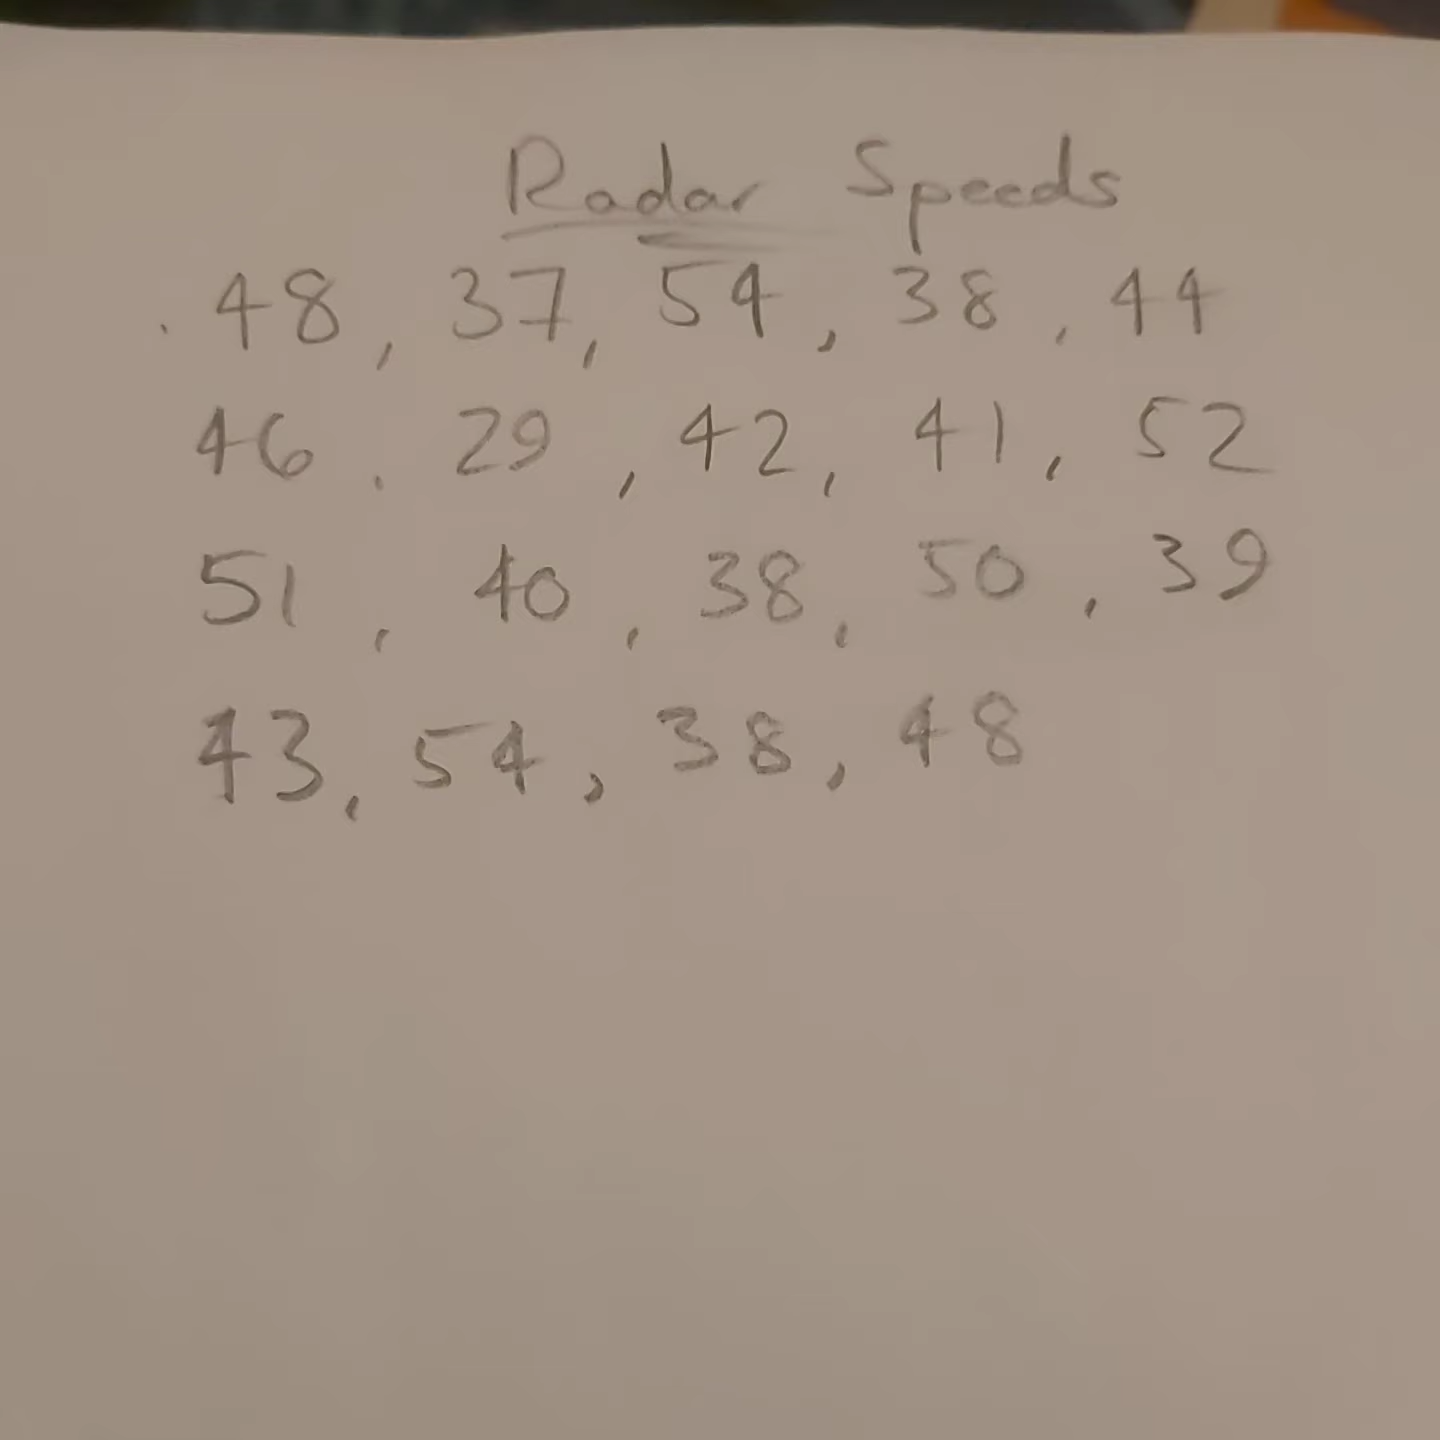 Radar Speeds
48, 37, 54, 38, 44
46, 29, 42, 41, 52
51, 40, 38, 50, 39
43, 54, 38, 48